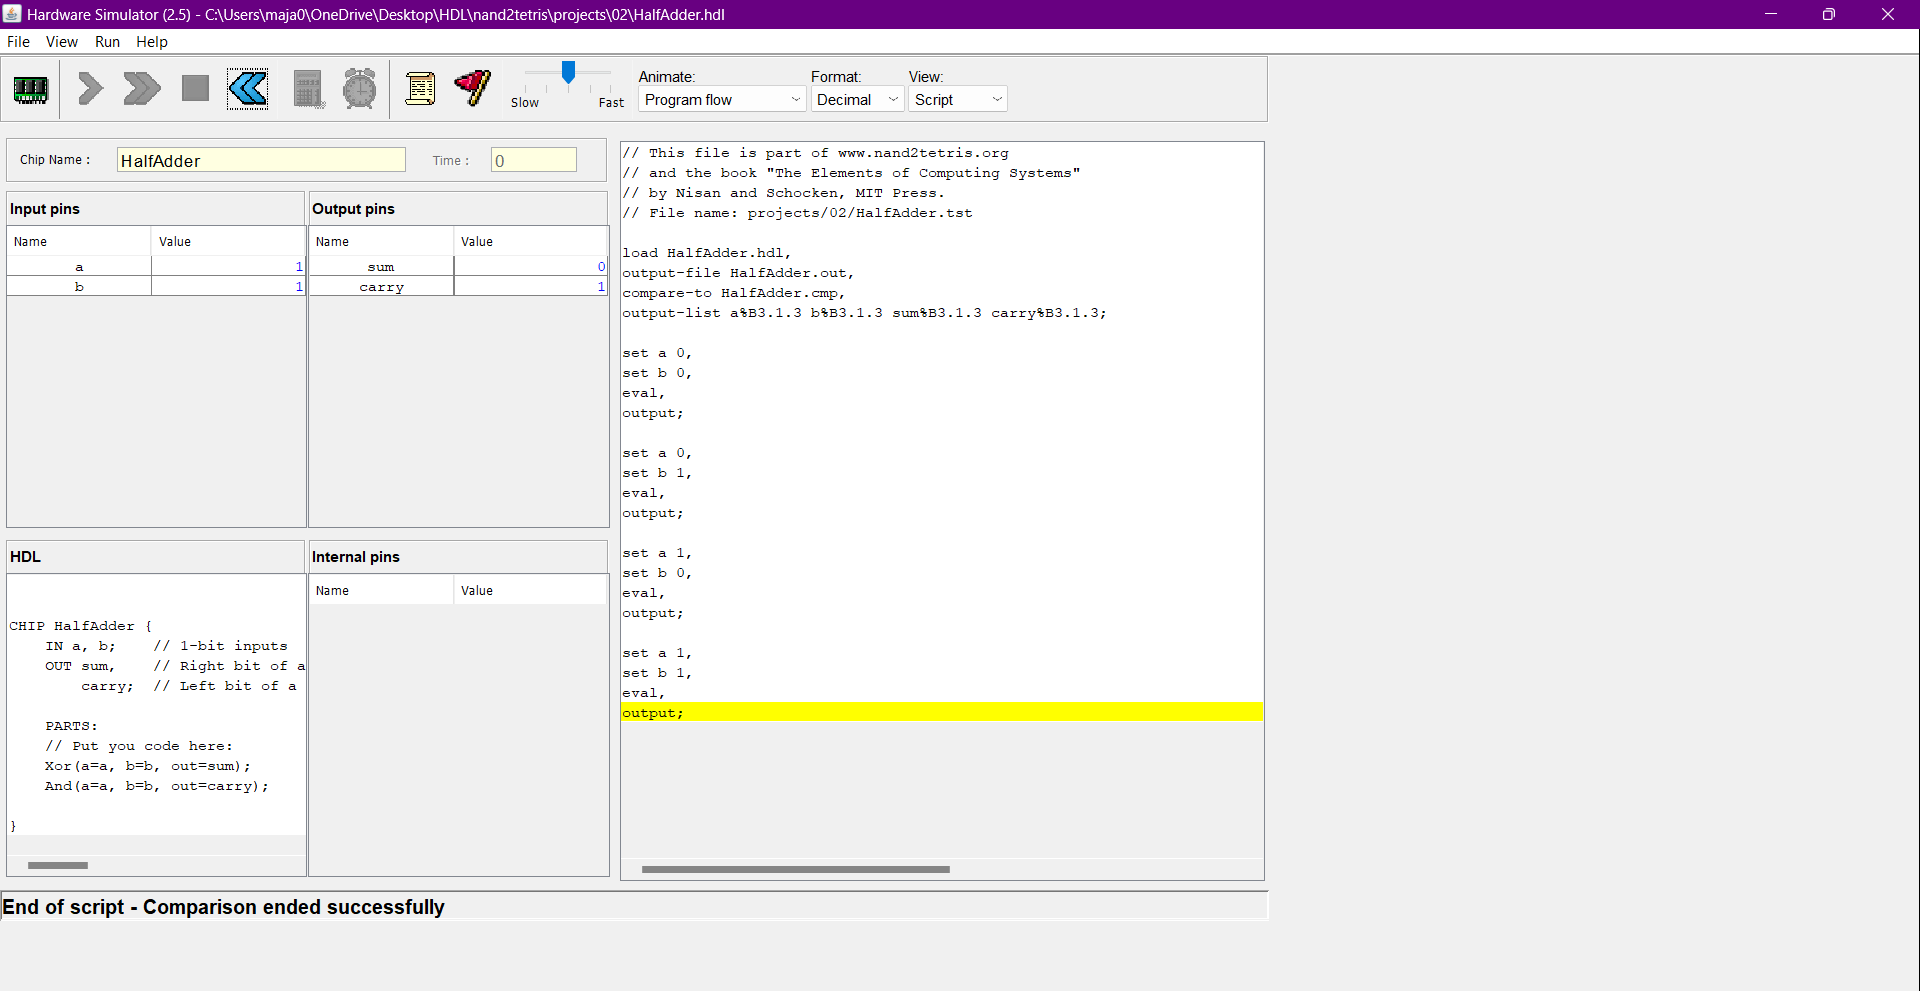 Hardware Simulator (2.5) - C:\Users\maja0\OneDrive\Desktop\HDL\nand2tetris\projects\02\HalfAdder.hdl
File View Run Help
Slow Fast
Animate: Format: View:
Program flow Decimal Script
Chip Name : HalfAdder Time : 0
Input pins
Name Value
a 1
b 1
Output pins
Name Value
sum 0
carry 1
HDL
CHIP HalfAdder {
IN a, b; // 1-bit inputs
OUT sum, // Right bit of a
carry; // Left bit of a
PARTS:
// Put you code here:
Xor(a=a, b=b, out=sum);
And(a=a, b=b, out=carry);
}
Internal pins
Name Value
// This file is part of www.nand2tetris.org
// and the book "The Elements of Computing Systems"
// by Nisan and Schocken, MIT Press.
// File name: projects/02/HalfAdder.tst
load HalfAdder.hdl,
output-file HalfAdder.out,
compare-to HalfAdder.cmp,
output-list a%B3.1.3 b%B3.1.3 sum%B3.1.3 carry%B3.1.3;
set a 0,
set b 0,
eval,
output;
set a 0,
set b 1,
eval,
output;
set a 1,
set b 0,
eval,
output;
set a 1,
set b 1,
eval,
output;
End of script - Comparison ended successfully